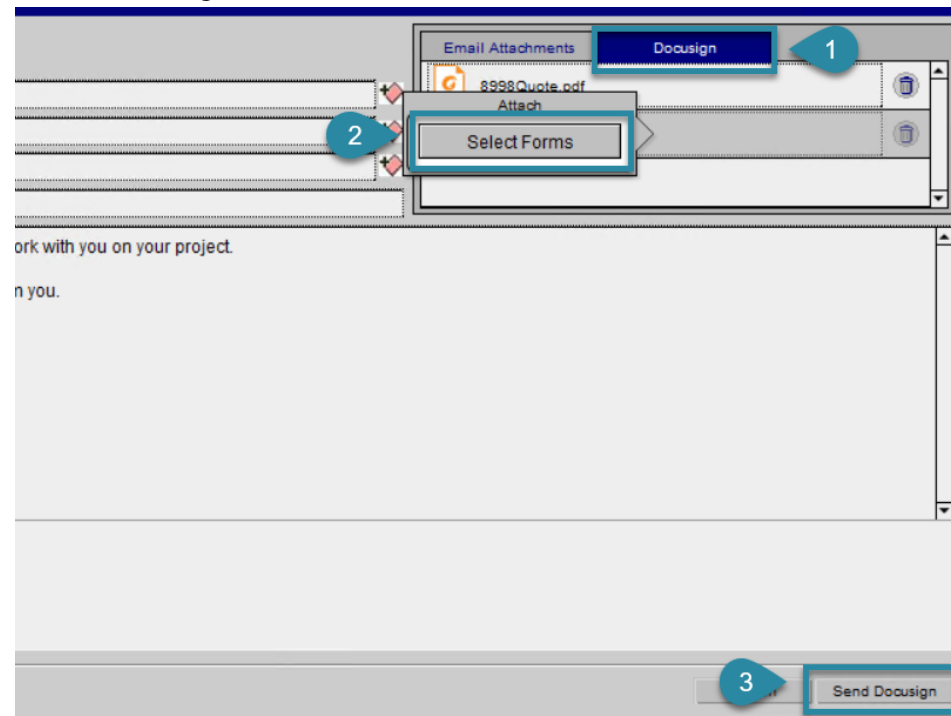 Email Attachments
Docusign
1
8998Quote.pdf
Attach
2
Select Forms
ork with you on your project.
n you.
3
Send Docusign